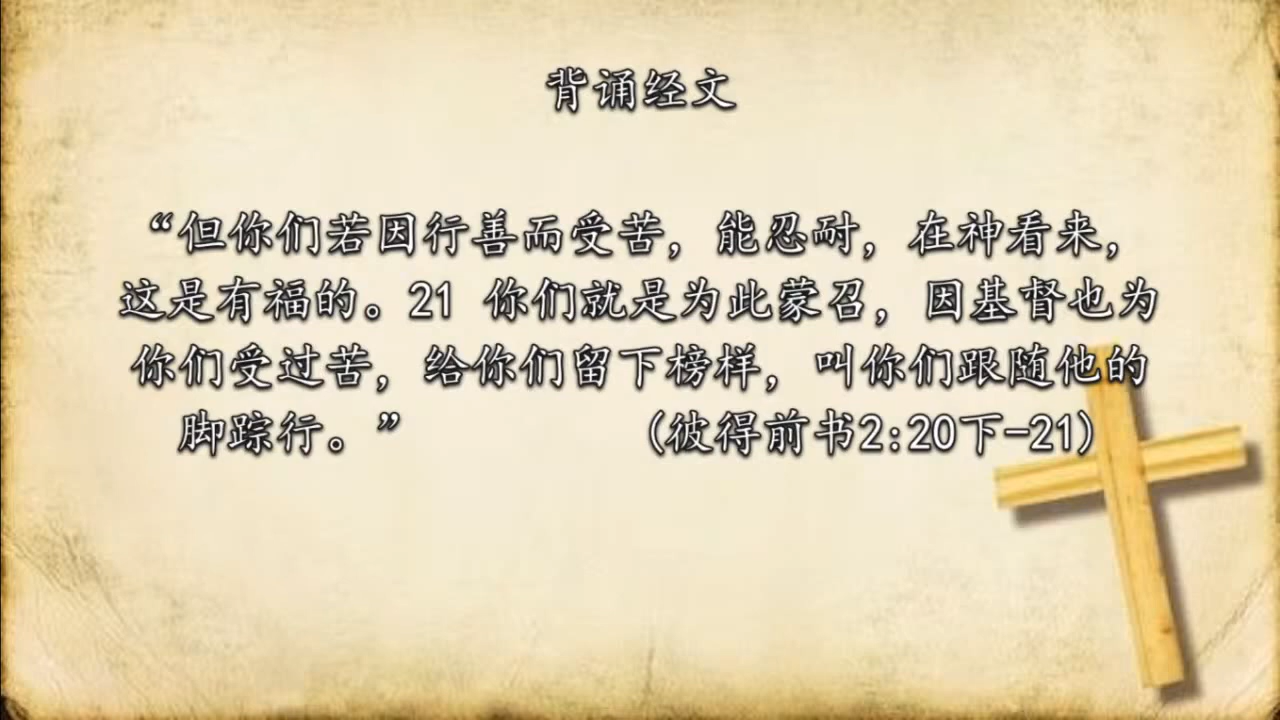 背诵经文
“但你们若因行善而受苦，能忍耐，在神看来，
这是有福的。21 你们就是为此蒙召，因基督也为
你们受过苦，给你们留下榜样，叫你们跟随他的
脚踪行。” (彼得前书2:20下-21)